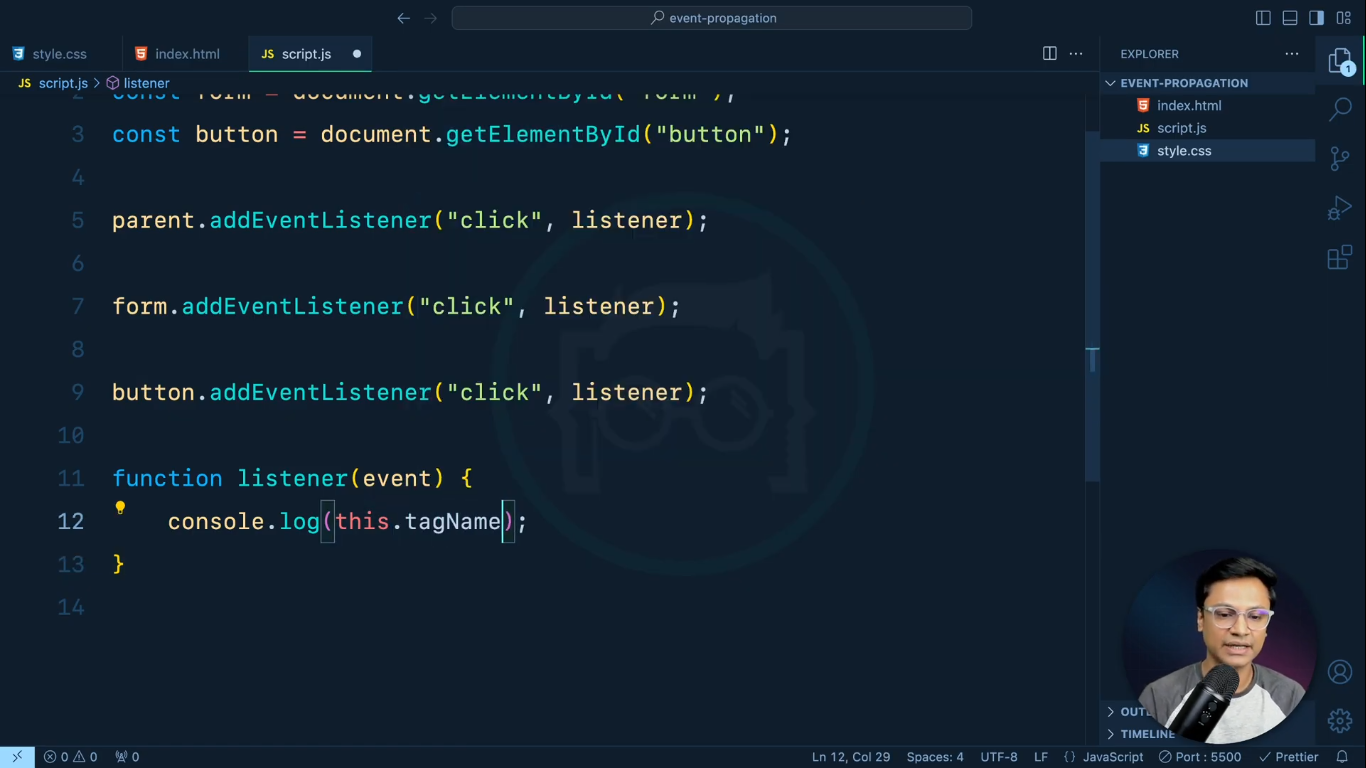 event-propagation
style.css
index.html
JS script.js
EXPLORER
JS script.js > listener
EVENT-PROPAGATION
index.html
JS script.js
style.css
2 const form = document.getElementById("form");
3 const button = document.getElementById("button");
4
5 parent.addEventListener("click", listener);
6
7 form.addEventListener("click", listener);
8
9 button.addEventListener("click", listener);
10
11 function listener(event) {
12 console.log(this.tagName);
13 }
14
1
OUT
TIMELINE
0 0 0 Ln 12, Col 29 Spaces: 4 UTF-8 LF {} JavaScript Port : 5500 Prettier